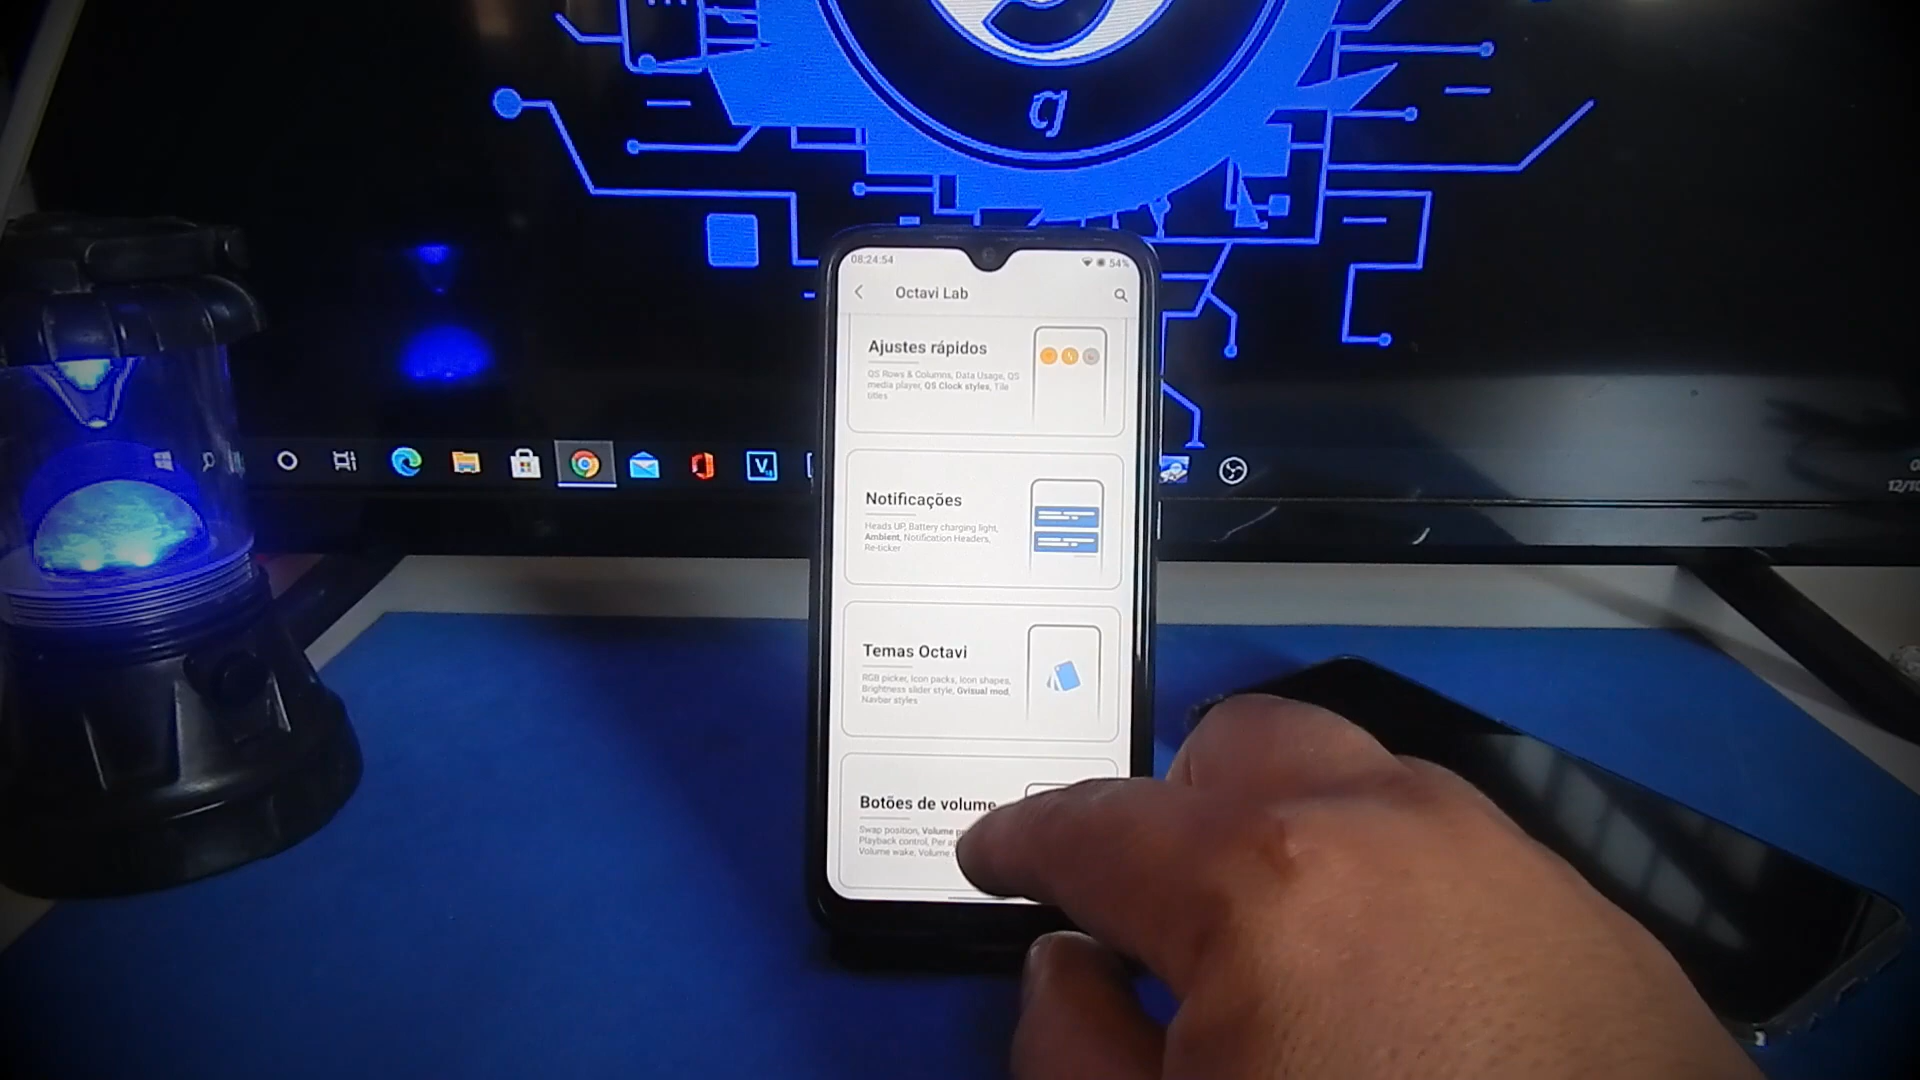 q
08:24:54
54%
Octavi Lab
Ajustes rápidos
QS Rows & Columns, Data Usage, QS
media player, QS Clock styles, Tile
titles
Notificações
Heads UP, Battery charging light,
Ambient, Notification Headers,
Re-ticker
Temas Octavi
RGB picker, Icon packs, Icon shapes,
Brightness slider style, Gvisual mod,
Navbar styles
Botões de volume
Swap position, Volume
Playback control, Per
Volume wake, Volume
V